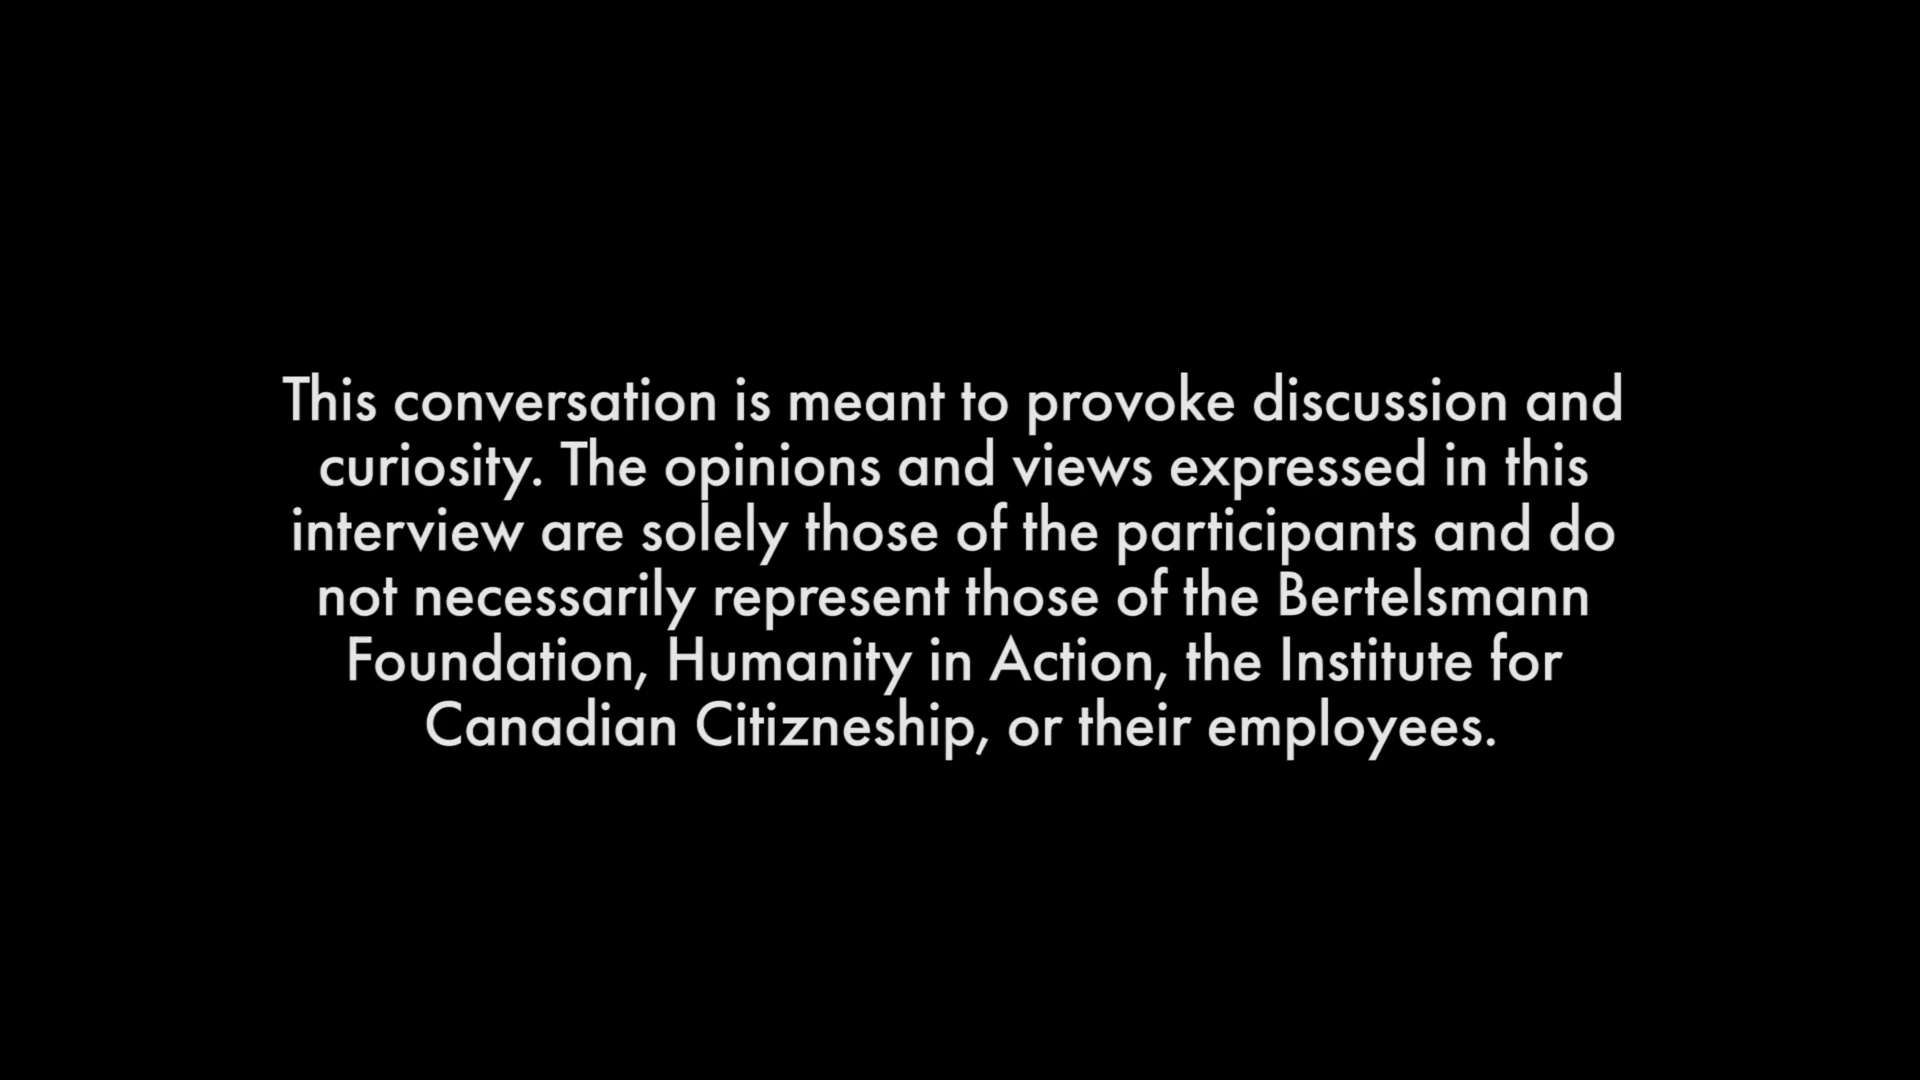 This conversation is meant to provoke discussion and
curiosity. The opinions and views expressed in this
interview are solely those of the participants and do
not necessarily represent those of the Bertelsmann
Foundation, Humanity in Action, the Institute for
Canadian Citizneship, or their employees.